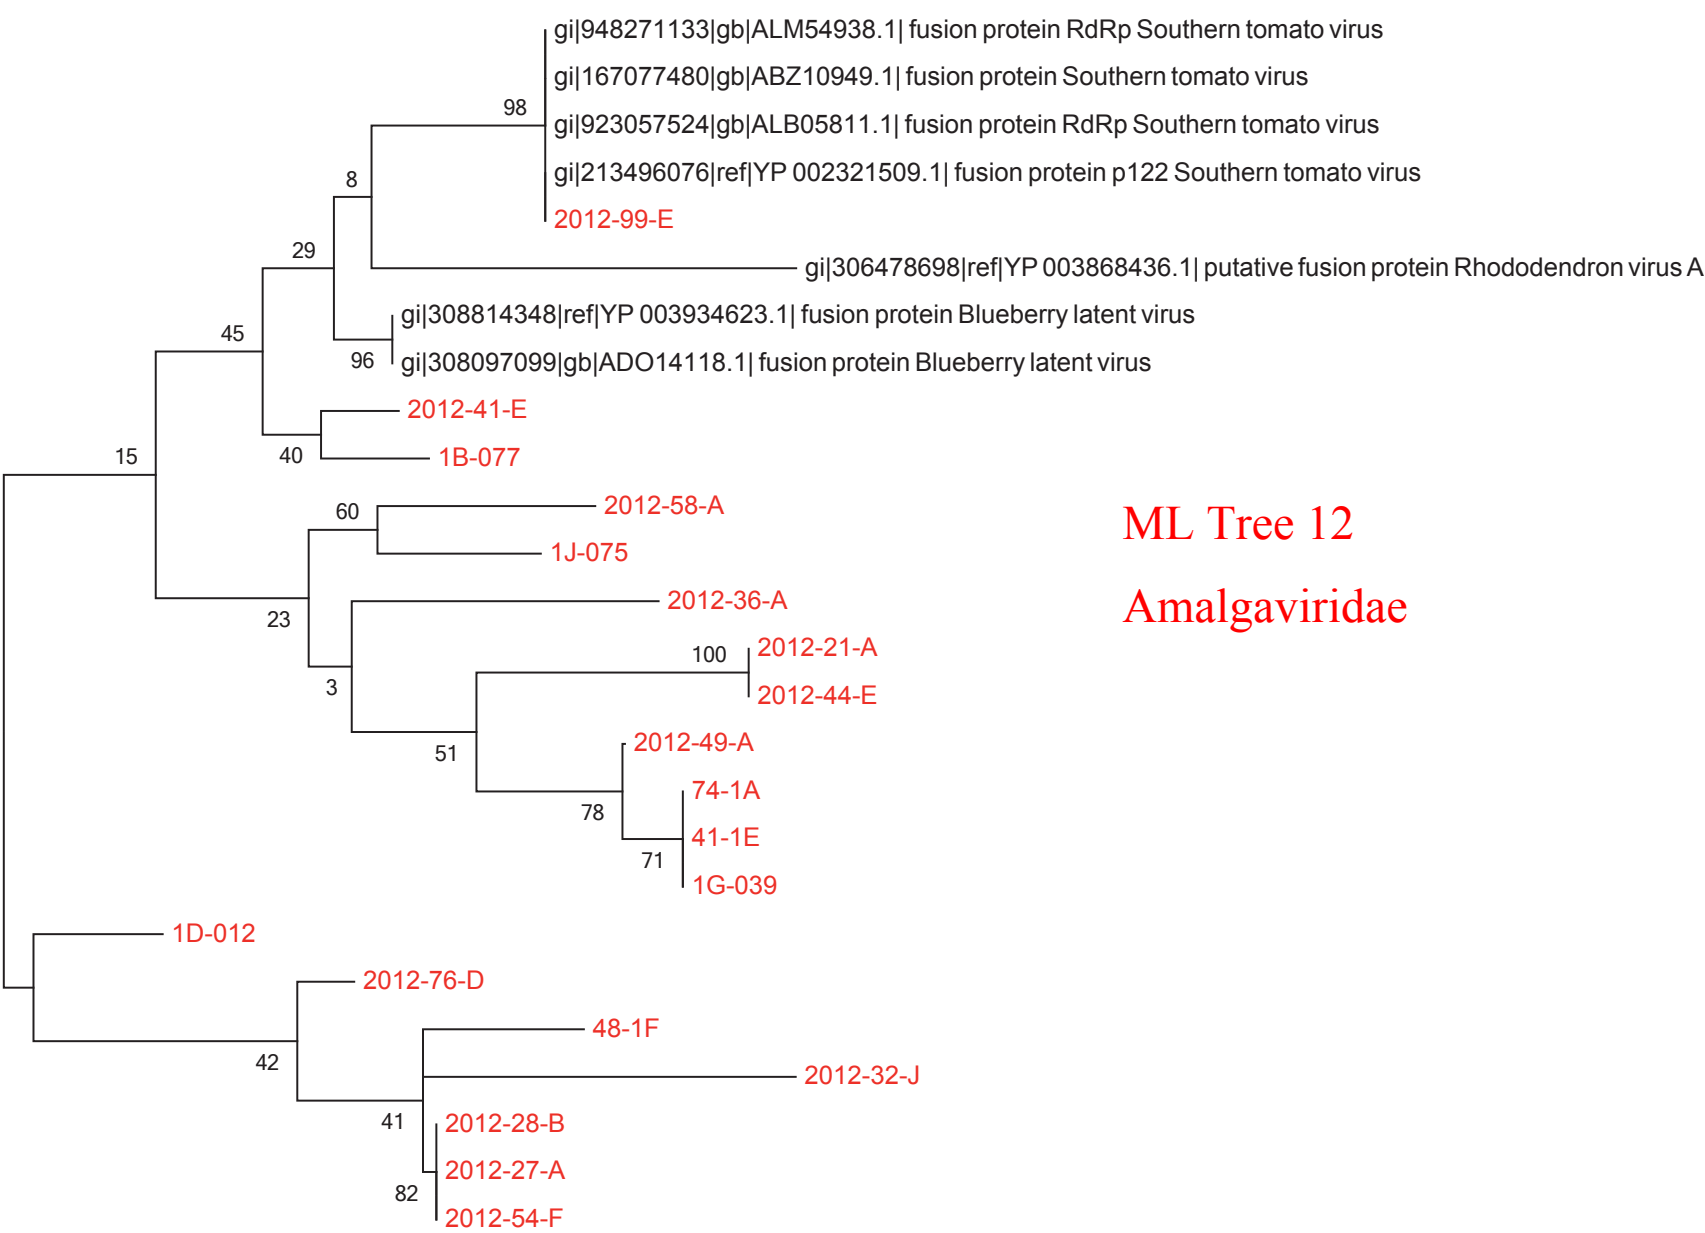 gi|948271133|gb|ALM54938.1| fusion protein RdRp Southern tomato virus
gi|167077480|gb|ABZ10949.1| fusion protein Southern tomato virus
98
gi|923057524|gb|ALB05811.1| fusion protein RdRp Southern tomato virus
gi|213496076|ref|YP 002321509.1| fusion protein p122 Southern tomato virus
8
2012-99-E
29
gi|306478698|ref|YP 003868436.1| putative fusion protein Rhododendron virus A
gi|308814348|ref|YP 003934623.1| fusion protein Blueberry latent virus
45
96
gi|308097099|gb|ADO14118.1| fusion protein Blueberry latent virus
2012-41-E
40
1B-077
15
2012-58-A
60
1J-075
ML Tree 12
Amalgaviridae
2012-36-A
23
2012-21-A
100
3
2012-44-E
2012-49-A
51
74-1A
78
41-1E
71
1G-039
1D-012
2012-76-D
48-1F
42
2012-32-J
41
2012-28-B
2012-27-A
82
2012-54-F